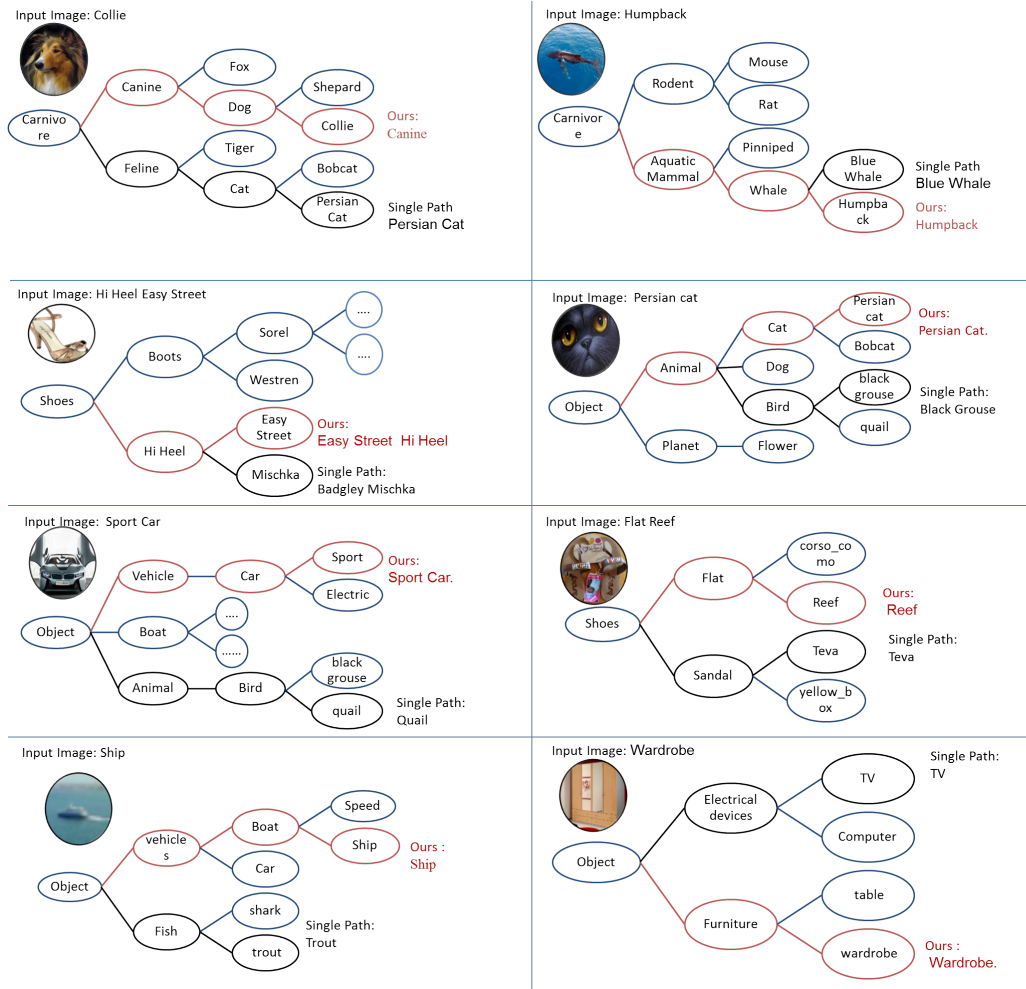 Input Image: Collie
Fox
Canine
Shepard
Dog
Ours:
Canine
Collie
Carnivo
re
Tiger
Feline
Bobcat
Cat
Persian
Cat
Single Path
Persian Cat
Input Image: Humpback
Mouse
Rodent
Rat
Carnivor
e
Pinniped
Aquatic
Mammal
Blue
Whale
Single Path
Blue Whale
Whale
Humpba
ck
Ours:
Humpback
Input Image: Hi Heel Easy Street
....
Sorel
Boots
....
Westren
Shoes
Easy
Street
Ours:
Easy Street Hi Heel
Hi Heel
Mischka
Single Path:
Badgley Mischka
Input Image: Persian cat
Persian
cat
Ours:
Persian Cat.
Cat
Bobcat
Animal
Dog
black
grouse
Single Path:
Black Grouse
Object
Bird
quail
Planet
Flower
Input Image: Sport Car
Sport
Ours:
Sport Car.
Vehicle
Car
Electric
....
Object
Boat
......
black
grouse
Animal
Bird
quail
Single Path:
Quail
Input Image: Flat Reef
corso_co
mo
Flat
Reef
Ours:
Reef
Shoes
Teva
Single Path:
Teva
Sandal
yellow_b
ox
Input Image: Ship
Speed
Boat
vehicle
s
Ship
Ours :
Ship
Car
Object
shark
Fish
Single Path:
Trout
trout
Input Image: Wardrobe
Single Path:
TV
TV
Electrical
devices
Computer
Object
table
Furniture
wardrobe
Ours :
Wardrobe.